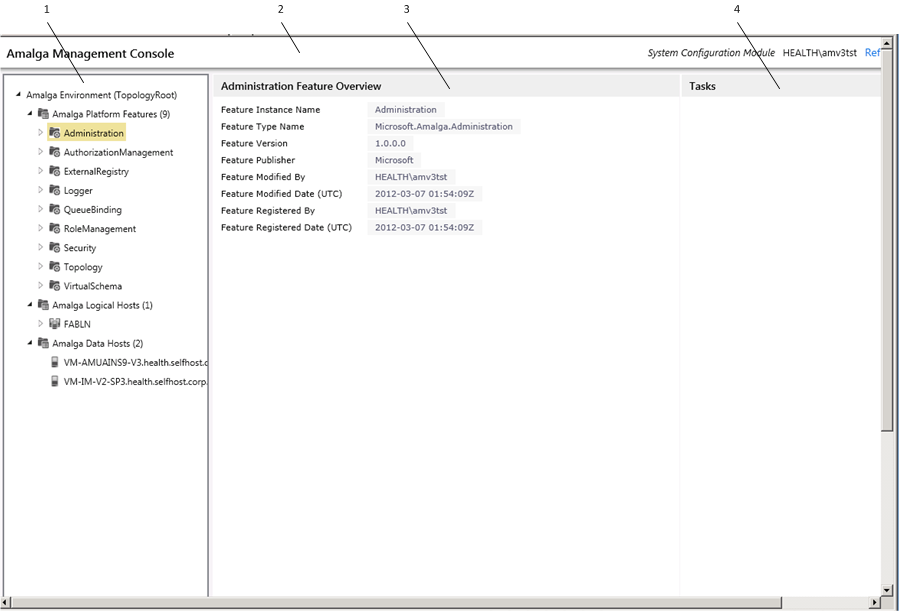 1 2 3 4
Amalga Management Console
System Configuration Module HEALTH\amv3tst Ref
Amalga Environment (TopologyRoot)
Amalga Platform Features (9)
Administration
AuthorizationManagement
ExternalRegistry
Logger
QueueBinding
RoleManagement
Security
Topology
VirtualSchema
Amalga Logical Hosts (1)
FABLN
Amalga Data Hosts (2)
VM-AMUAINS9-V3.health.selfhost.c
VM-IM-V2-SP3.health.selfhost.corp.
Administration Feature Overview
Feature Instance Name Administration
Feature Type Name Microsoft.Amalga.Administration
Feature Version 1.0.0.0
Feature Publisher Microsoft
Feature Modified By HEALTH\amv3tst
Feature Modified Date (UTC) 2012-03-07 01:54:09Z
Feature Registered By HEALTH\amv3tst
Feature Registered Date (UTC) 2012-03-07 01:54:09Z
Tasks